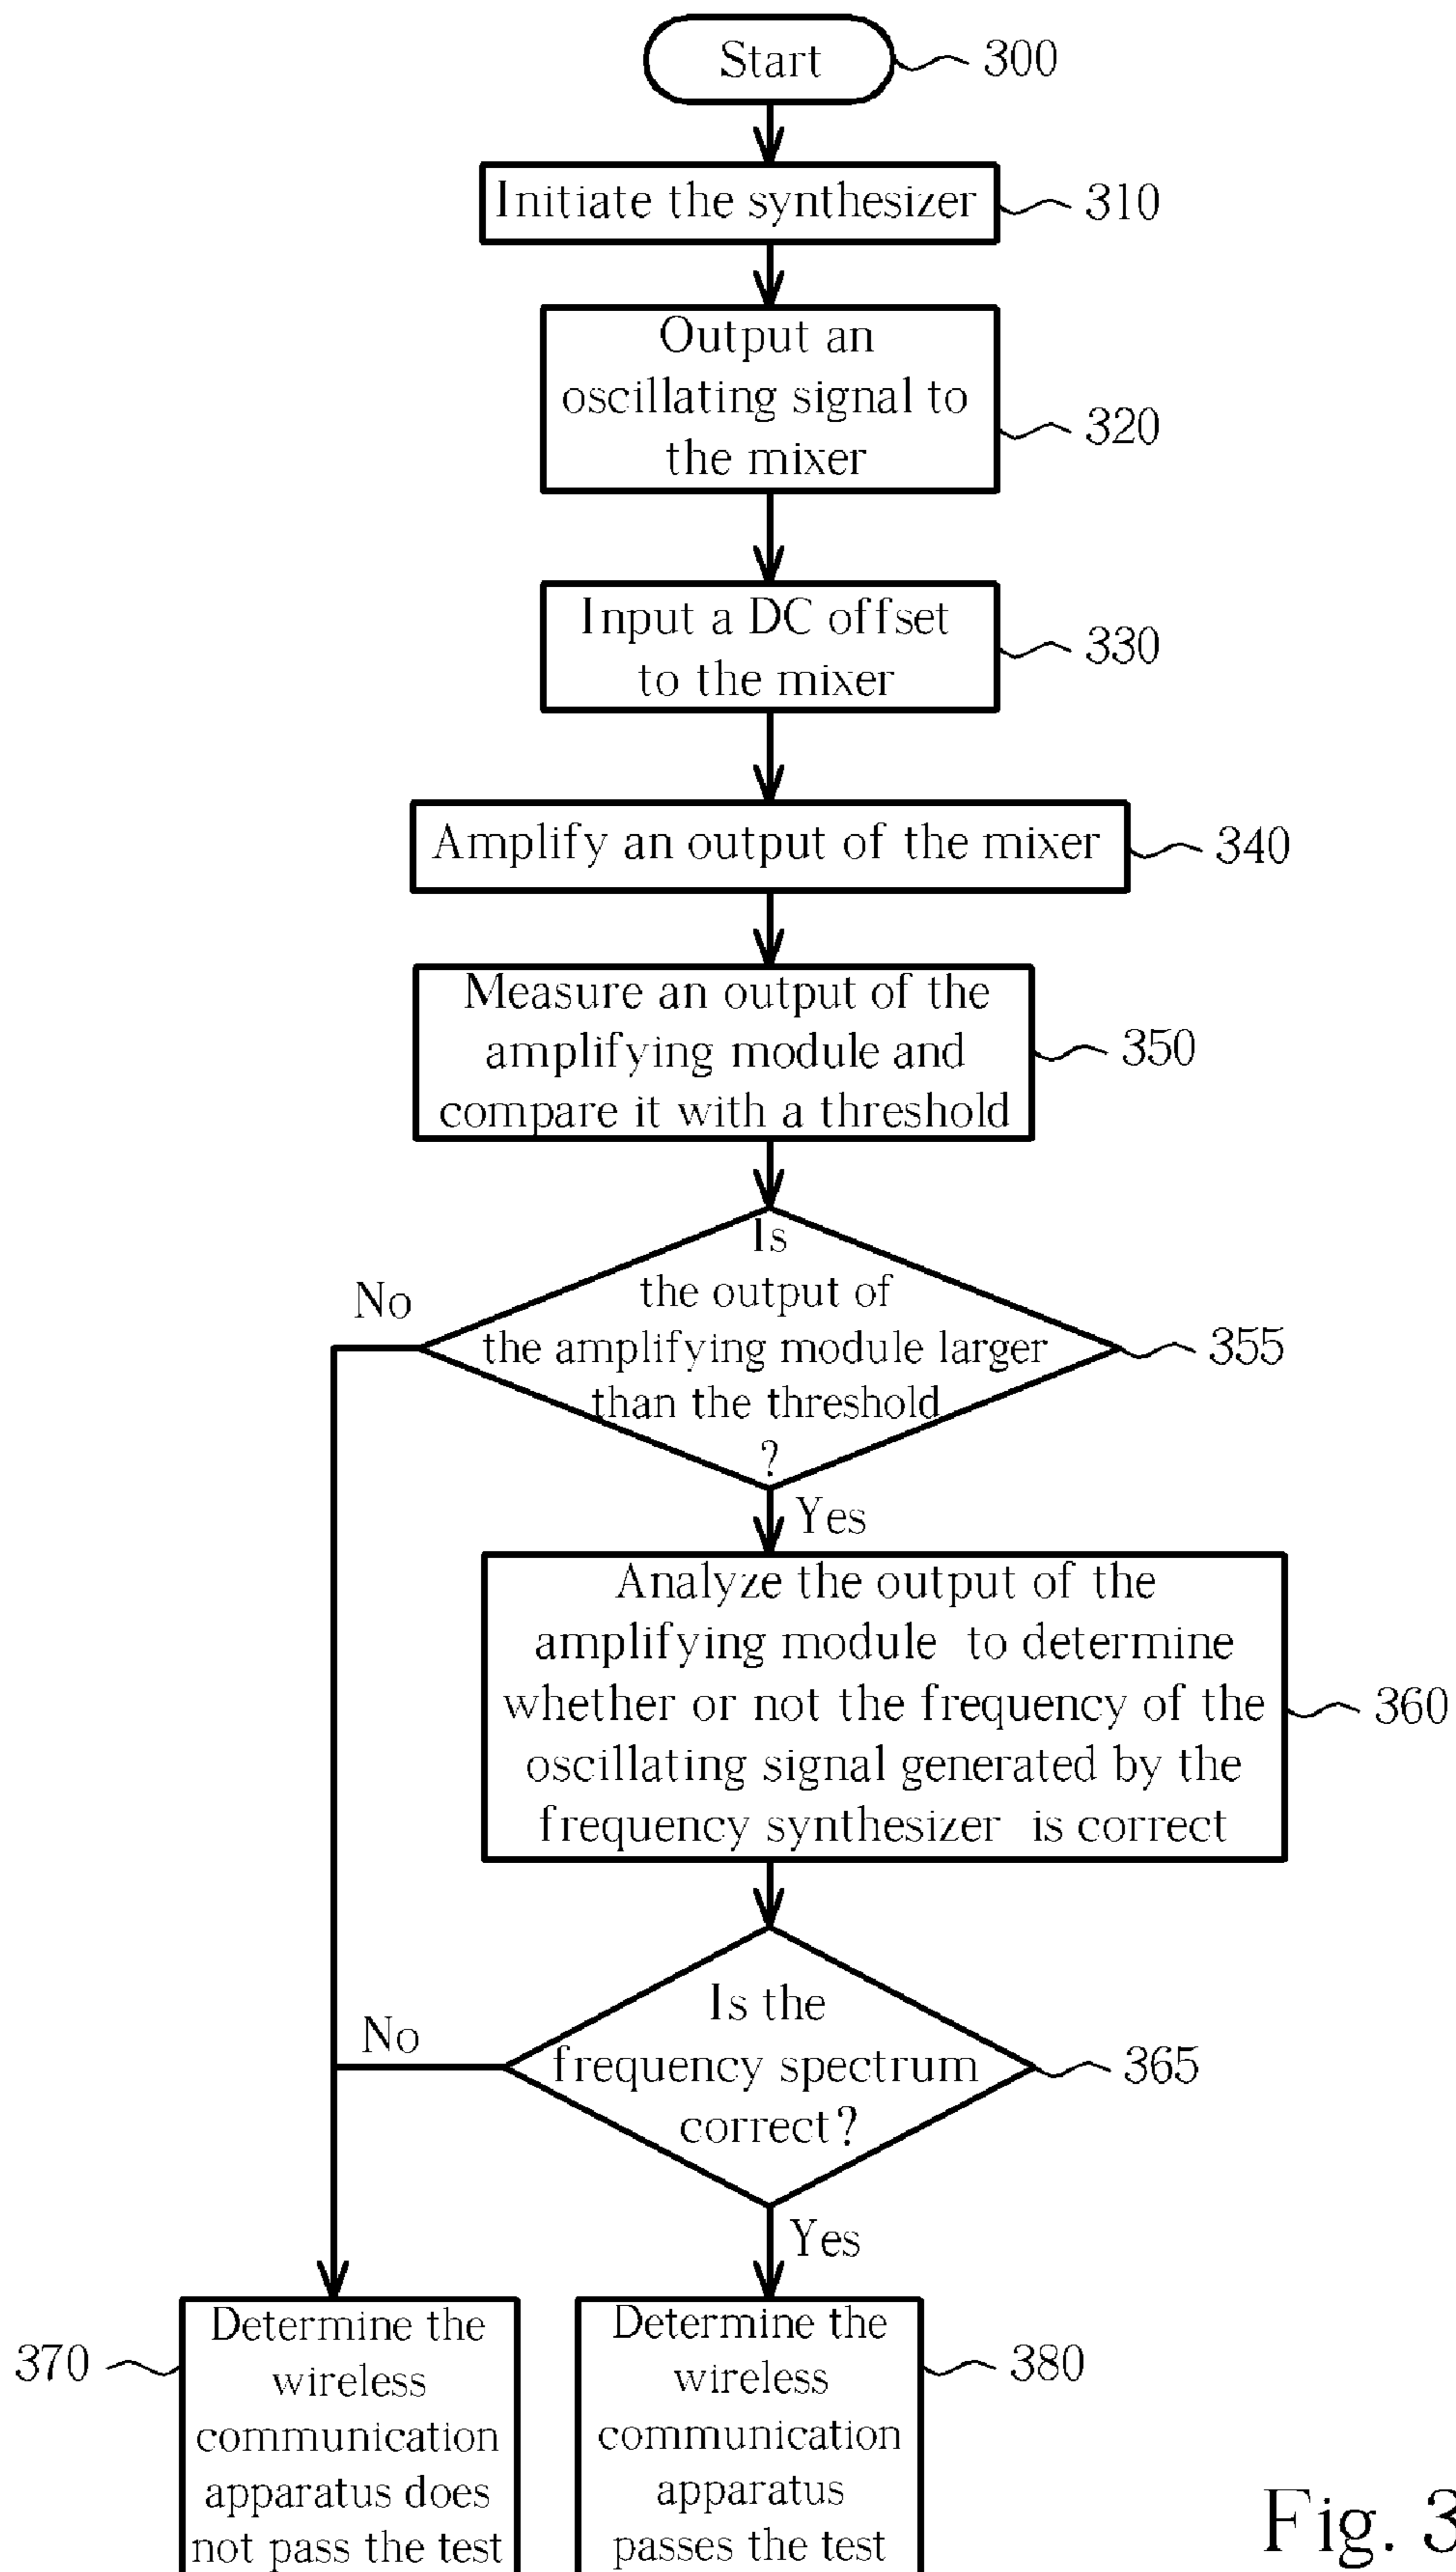 Start
300
Initiate the synthesizer
310
Output an
oscillating signal to
the mixer
320
Input a DC offset
to the mixer
330
Amplify an output of the mixer
340
Measure an output of the
amplifying module and
compare it with a threshold
350
Is
the output of
the amplifying module larger
than the threshold
?
355
No
Yes
Analyze the output of the
amplifying module to determine
whether or not the frequency of the
oscillating signal generated by the
frequency synthesizer is correct
360
Is the
frequency spectrum
correct?
365
No
Yes
370
Determine the
wireless
communication
apparatus does
not pass the test
Determine the
wireless
communication
apparatus
passes the test
380
Fig. 3